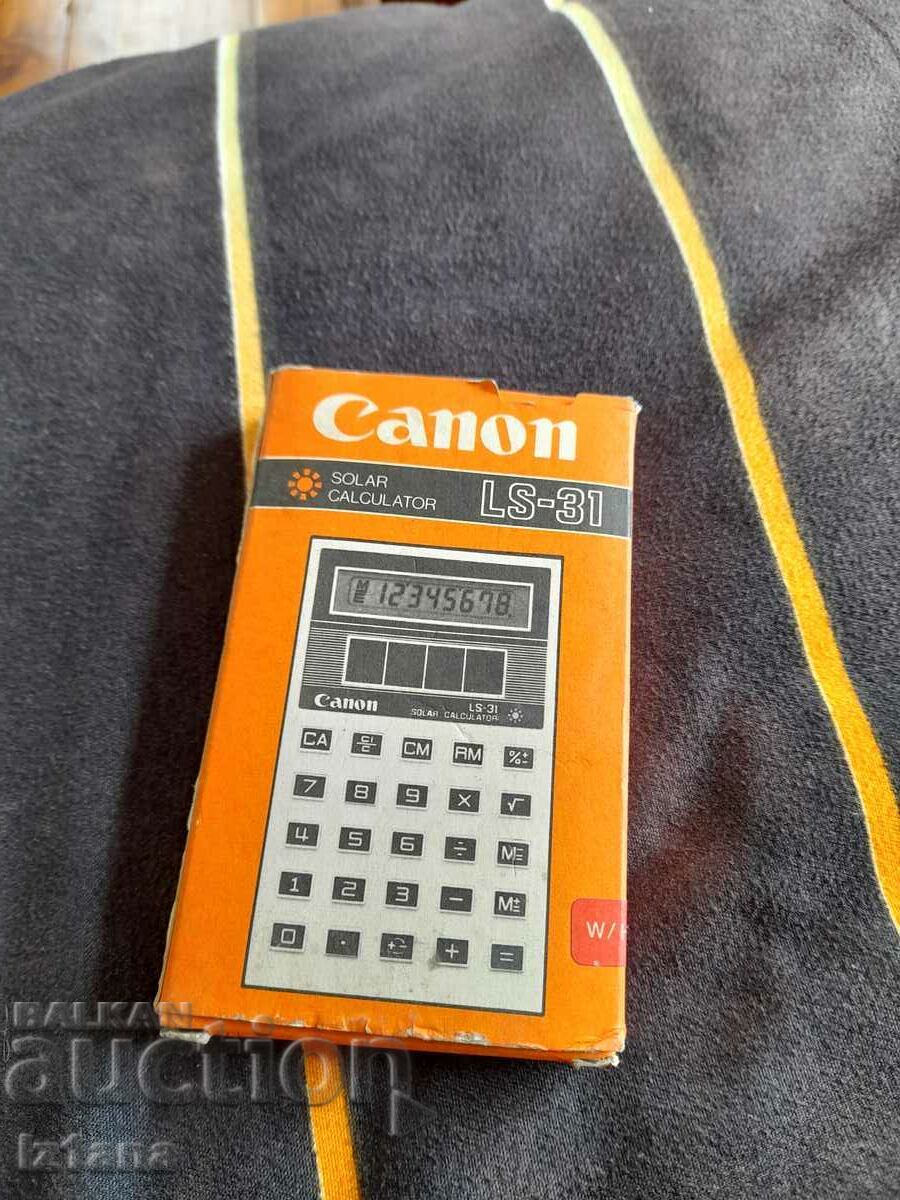 Canon
SOLAR
CALCULATOR
LS-31
M
E 12345678.
Canon
LS-31
SOLAR CALCULATOR
CA CI/C CM RM %±
7 8 9 × √
4 5 6 ÷ M=
1 2 3 − M±
0 · + =
W/
BALKAN
auction
Iztana